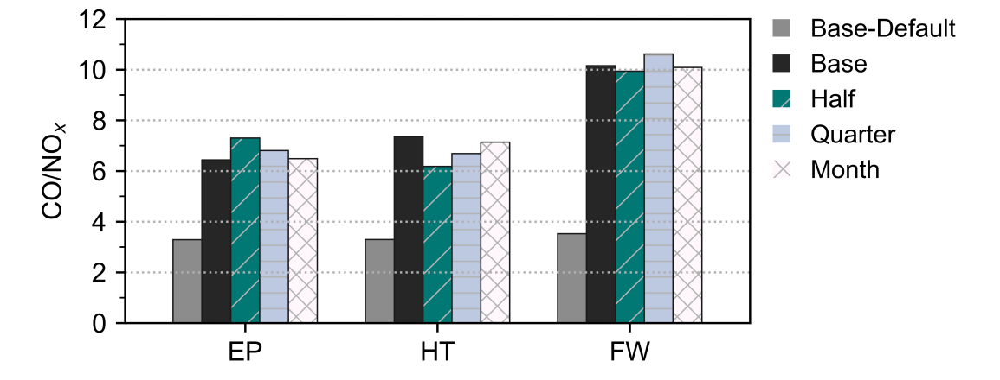 12
10
8
6
4
2
0
CO/NOx
EP
HT
FW
Base-Default
Base
Half
Quarter
Month